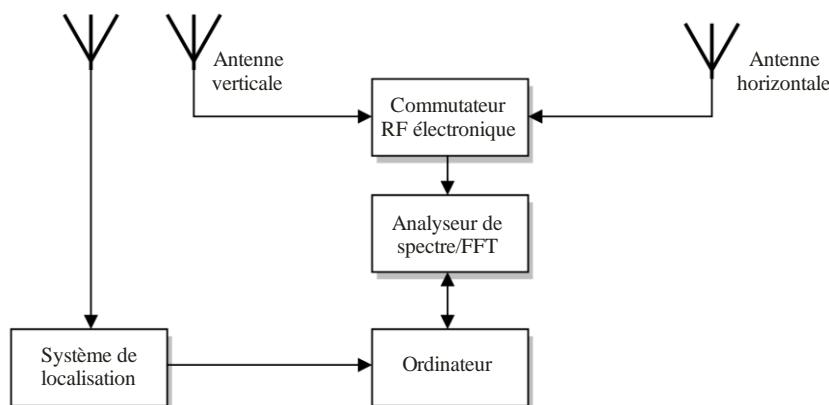 Antenne
verticale
Antenne
horizontale
Commutateur
RF électronique
Analyseur de
spectre/FFT
Système de
localisation
Ordinateur